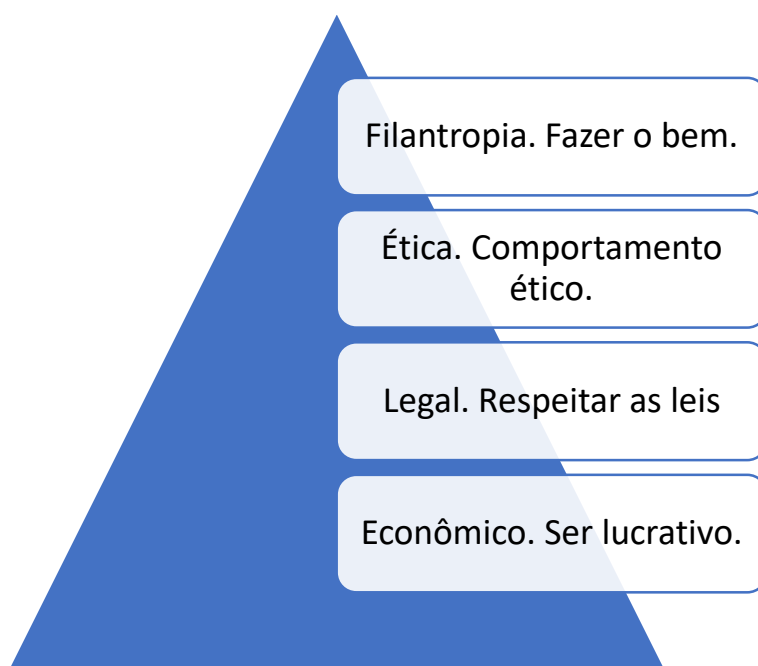 Filantropia. Fazer o bem.
Ética. Comportamento
ético.
Legal. Respeitar as leis
Econômico. Ser lucrativo.